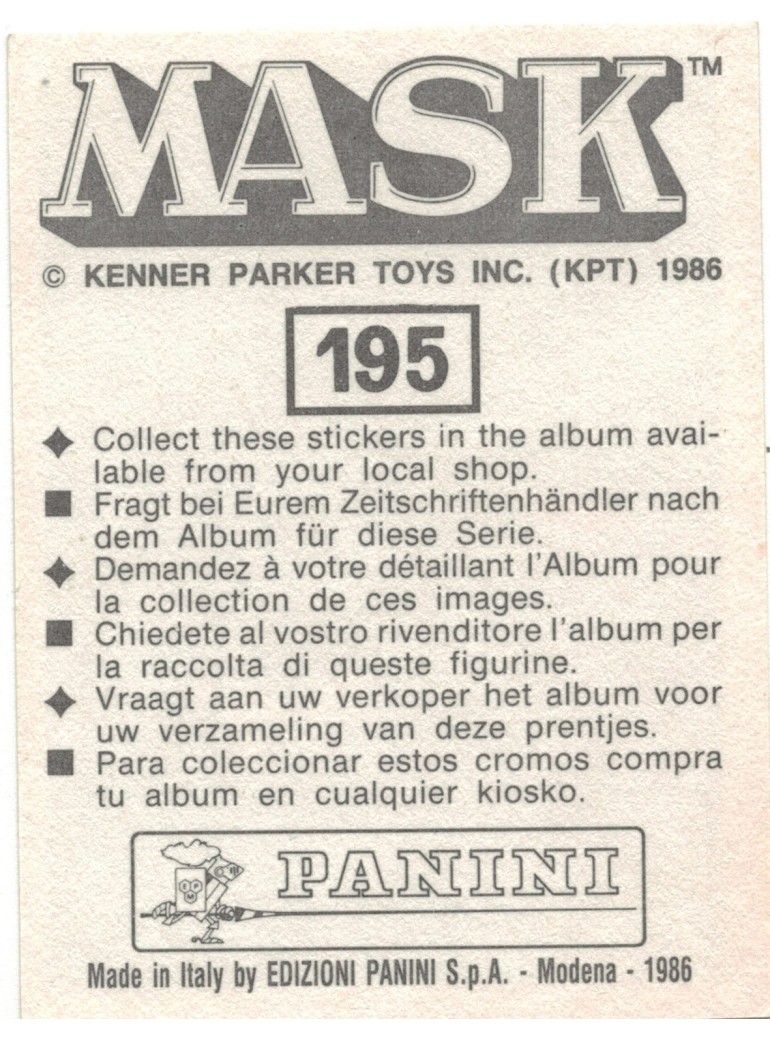 MASK™
© KENNER PARKER TOYS INC. (KPT) 1986
195
◆ Collect these stickers in the album avai-
lable from your local shop.
■ Fragt bei Eurem Zeitschriftenhändler nach
dem Album für diese Serie.
◆ Demandez à votre détaillant l'Album pour
la collection de ces images.
■ Chiedete al vostro rivenditore l'album per
la raccolta di queste figurine.
◆ Vraagt aan uw verkoper het album voor
uw verzameling van deze prentjes.
■ Para coleccionar estos cromos compra
tu album en cualquier kiosko.
PANINI
Made in Italy by EDIZIONI PANINI S.p.A. - Modena - 1986